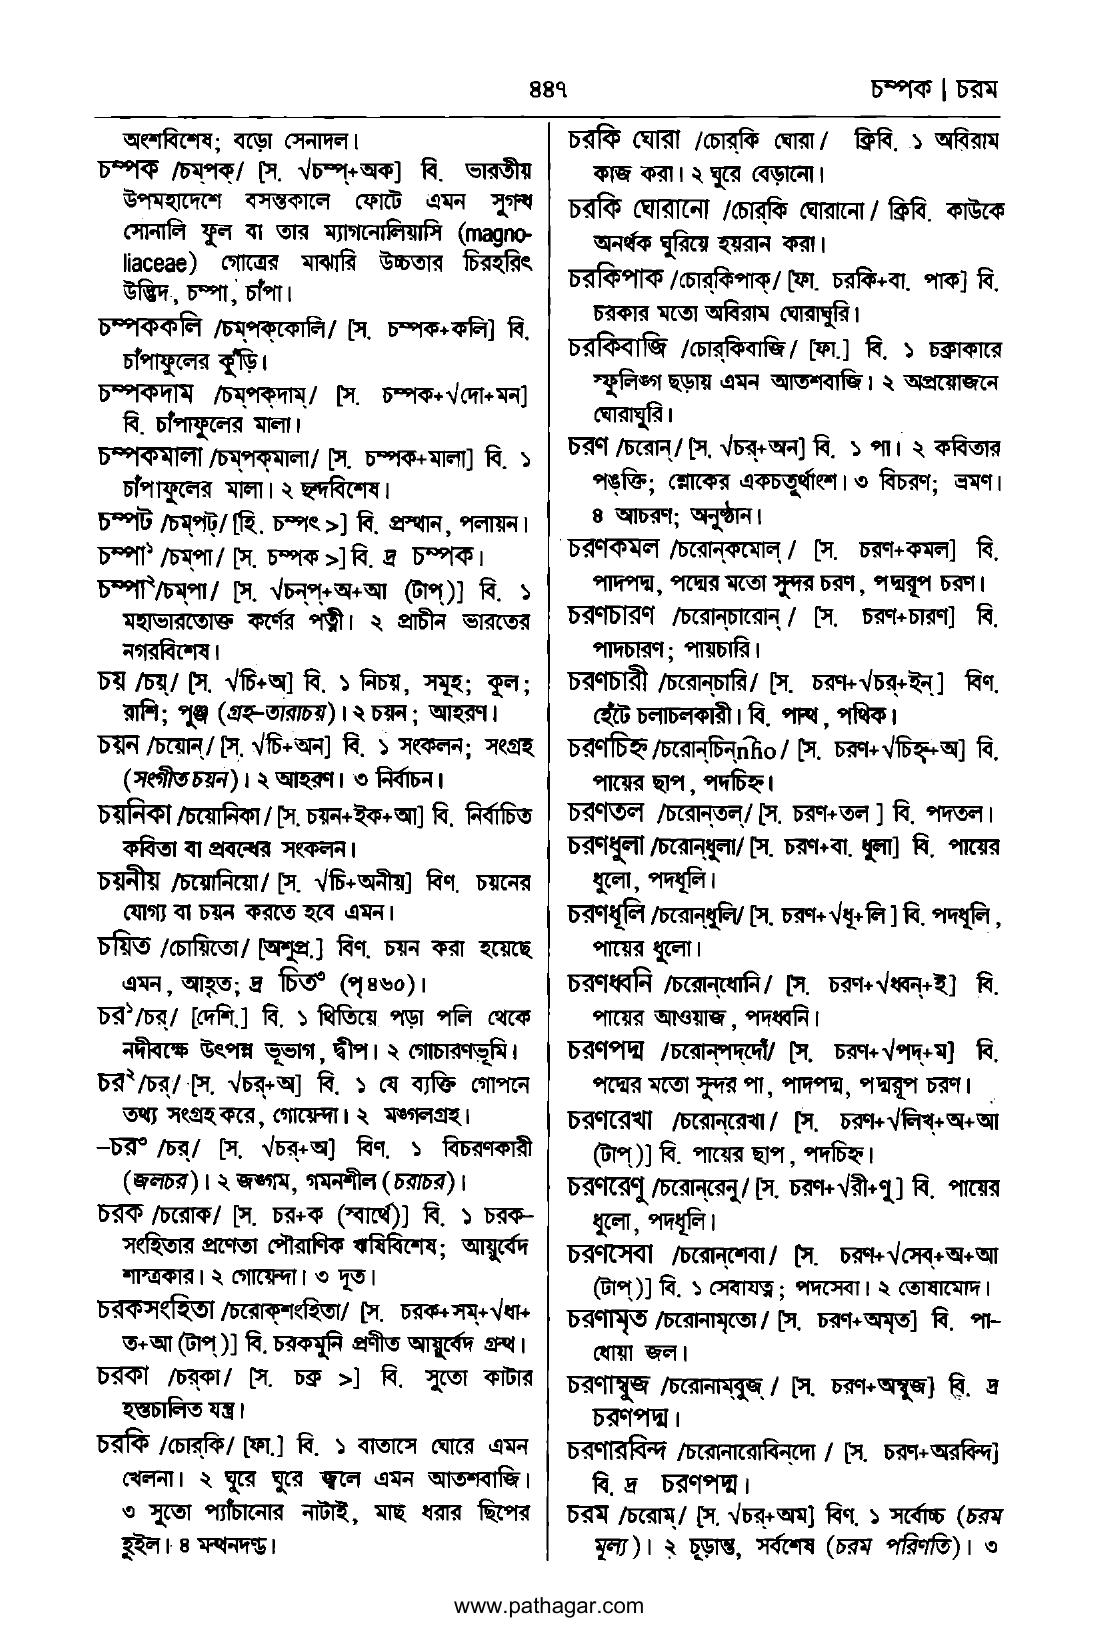 ৪৪৭
চম্পক | চরম
অংশবিশেষ; বড়ো সেনাদল।
চম্পক /চম্‌পক্/ [স. √চম্প্+অক] বি. ভারতীয়
উপমহাদেশে বসন্তকালে ফোটে এমন সুগন্ধ
সোনালি ফুল বা তার ম্যাগনোলিয়াসি (magno-
liaceae) গোত্রের মাঝারি উচ্চতার চিরহরিৎ
উদ্ভিদ, চম্পা, চাঁপা।
চম্পককলি /চম্‌পক্‌কোলি/ [স. চম্পক+কলি] বি.
চাঁপাফুলের কুঁড়ি।
চম্পকদাম /চম্‌পক্‌দাম্/ [স. চম্পক+√দো+মন]
বি. চাঁপাফুলের মালা।
চম্পকমালা /চম্‌পক্‌মালা/ [স. চম্পক+মালা] বি. ১
চাঁপাফুলের মালা। ২ ছন্দবিশেষ।
চম্পট /চম্‌পট্/ [হি. চম্পৎ >] বি. প্রস্থান, পলায়ন।
চম্পা১ /চম্‌পা/ [স. চম্পক >] বি. দ্র চম্পক।
চম্পা২/চম্‌পা/ [স. √চন্‌প্+অ+আ (টাপ্)] বি. ১
মহাভারতোক্ত কর্ণের পত্নী। ২ প্রাচীন ভারতের
নগরবিশেষ।
চয় /চয়্/ [স. √চি+অ] বি. ১ নিচয়, সমূহ; কূল;
রাশি; পুঞ্জ (গ্রহ-তারাচয়)। ২ চয়ন; আহরণ।
চয়ন /চয়োন্/ [স. √চি+অন] বি. ১ সংকলন; সংগ্রহ
(সংগীত চয়ন)। ২ আহরণ। ৩ নির্বাচন।
চয়নিকা /চয়োনিকা/ [স. চয়ন+ইক+আ] বি. নির্বাচিত
কবিতা বা প্রবন্ধের সংকলন।
চয়নীয় /চয়োনিয়ো/ [স. √চি+অনীয়] বিণ. চয়নের
যোগ্য বা চয়ন করতে হবে এমন।
চয়িত /চোয়িতো/ [অশুপ্র.] বিণ. চয়ন করা হয়েছে
এমন, আহৃত; দ্র চিত৩ (পৃ ৪৬০)।
চর১/চর্/ [দেশি.] বি. ১ থিতিয়ে পড়া পলি থেকে
নদীবক্ষে উৎপন্ন ভূভাগ, দ্বীপ। ২ গোচারণভূমি।
চর২/চর্/ [স. √চর্+অ] বি. ১ যে ব্যক্তি গোপনে
তথ্য সংগ্রহ করে, গোয়েন্দা। ২ মঙ্গলগ্রহ।
–চর৩ /চর্/ [স. √চর্+অ] বিণ. ১ বিচরণকারী
(জলচর)। ২ জঙ্গম, গমনশীল (চরাচর)।
চরক /চরোক/ [স. চর+ক (স্বার্থে)] বি. ১ চরক-
সংহিতার প্রণেতা পৌরাণিক ঋষিবিশেষ; আয়ুর্বেদ
শাস্ত্রকার। ২ গোয়েন্দা। ৩ দূত।
চরকসংহিতা /চরোক্‌শংহিতা/ [স. চরক+সম্+√ধা+
ত+আ (টাপ্)] বি. চরকমুনি প্রণীত আয়ুর্বেদ গ্রন্থ।
চরকা /চর্‌কা/ [স. চক্র >] বি. সুতো কাটার
হস্তচালিত যন্ত্র।
চরকি /চোর্‌কি/ [ফা.] বি. ১ বাতাসে ঘোরে এমন
খেলনা। ২ ঘুরে ঘুরে জ্বলে এমন আতশবাজি।
৩ সুতো প্যাঁচানোর নাটাই, মাছ ধরার ছিপের
হুইল। ৪ মন্থনদণ্ড।
চরকি ঘোরা /চোর্‌কি ঘোরা/ ক্রিবি. ১ অবিরাম
কাজ করা। ২ ঘুরে বেড়ানো।
চরকি ঘোরানো /চোর্‌কি ঘোরানো/ ক্রিবি. কাউকে
অনর্থক ঘুরিয়ে হয়রান করা।
চরকিপাক /চোর্‌কিপাক্/ [ফা. চরকি+বা. পাক] বি.
চরকার মতো অবিরাম ঘোরাঘুরি।
চরকিবাজি /চোর্‌কিবাজি/ [ফা.] বি. ১ চক্রাকারে
স্ফুলিঙ্গ ছড়ায় এমন আতশবাজি। ২ অপ্রয়োজনে
ঘোরাঘুরি।
চরণ /চরোন্/ [স. √চর্+অন] বি. ১ পা। ২ কবিতার
পঙ্‌ক্তি; শ্লোকের একচতুর্থাংশ। ৩ বিচরণ; ভ্রমণ।
৪ আচরণ; অনুষ্ঠান।
চরণকমল /চরোন্‌কমোল্/ [স. চরণ+কমল] বি.
পাদপদ্ম, পদ্মের মতো সুন্দর চরণ, পদ্মরূপ চরণ।
চরণচারণ /চরোন্‌চারোন্/ [স. চরণ+চারণ] বি.
পাদচারণ; পায়চারি।
চরণচারী /চরোন্‌চারি/ [স. চরণ+√চর্+ইন্] বিণ.
হেঁটে চলাচলকারী। বি. পান্থ, পথিক।
চরণচিহ্ন /চরোন্‌চিন্nho/ [স. চরণ+√চিহ্ন+অ] বি.
পায়ের ছাপ, পদচিহ্ন।
চরণতল /চরোন্‌তল্/ [স. চরণ+তল] বি. পদতল।
চরণধুলা /চরোন্‌ধুলা/ [স. চরণ+বা. ধুলা] বি. পায়ের
ধুলো, পদধূলি।
চরণধূলি /চরোন্‌ধুলি/ [স. চরণ+√ধূ+লি] বি. পদধূলি,
পায়ের ধুলো।
চরণধ্বনি /চরোন্‌ধোনি/ [স. চরণ+√ধ্বন্+ই] বি.
পায়ের আওয়াজ, পদধ্বনি।
চরণপদ্ম /চরোন্‌পদ্‌দোঁ/ [স. চরণ+√পদ্+ম] বি.
পদ্মের মতো সুন্দর পা, পাদপদ্ম, পদ্মরূপ চরণ।
চরণরেখা /চরোন্‌রেখা/ [স. চরণ+√লিখ্+অ+আ
(টাপ্)] বি. পায়ের ছাপ, পদচিহ্ন।
চরণরেণু /চরোন্‌রেনু/ [স. চরণ+√রী+ণু] বি. পায়ের
ধুলো, পদধূলি।
চরণসেবা /চরোন্‌শেবা/ [স. চরণ+√সেব্+অ+আ
(টাপ্)] বি. ১ সেবাযত্ন; পদসেবা। ২ তোষামোদ।
চরণামৃত /চরোনামৃতো/ [স. চরণ+অমৃত] বি. পা-
ধোয়া জল।
চরণাম্বুজ /চরোনাম্‌বুজ্/ [স. চরণ+অম্বুজ] বি. দ্র
চরণপদ্ম।
চরণারবিন্দ /চরোনারোবিন্‌দো/ [স. চরণ+অরবিন্দ]
বি. দ্র চরণপদ্ম।
চরম /চরোম্/ [স. √চর্+অম] বিণ. ১ সর্বোচ্চ (চরম
মূল্য)। ২ চূড়ান্ত, সর্বশেষ (চরম পরিণতি)। ৩
www.pathagar.com